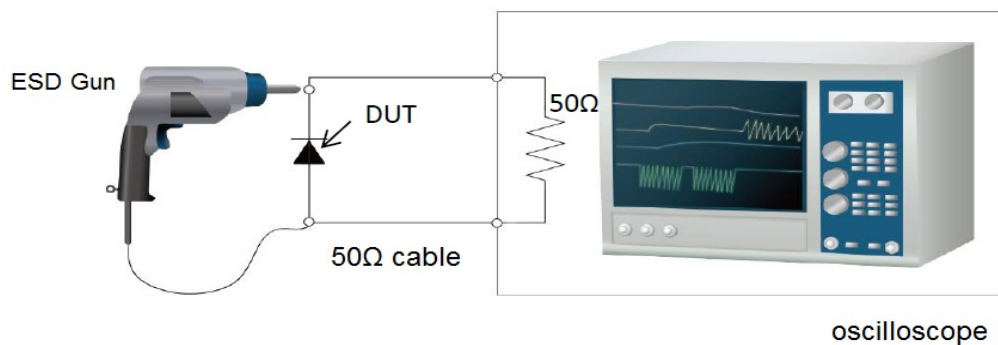 ESD Gun
DUT
50Ω
50Ω cable
oscilloscope